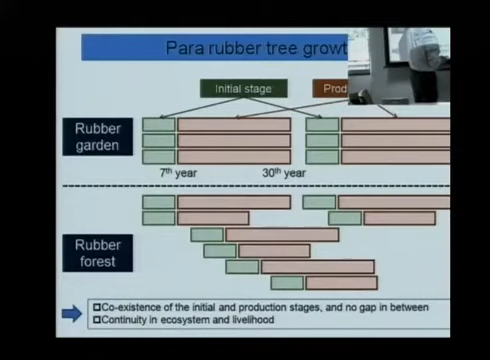 Para rubber tree growt
Initial stage
Prod
Rubber
garden
7th year
30th year
Rubber
forest
Co-existence of the initial and production stages, and no gap in between
Continuity in ecosystem and livelihood